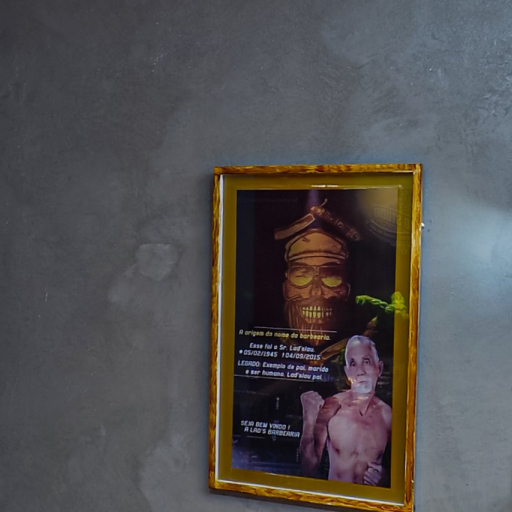 A origem do nome da barbearia.
Esse foi o Sr. Lad'slau.
★05/02/1945 †04/09/2015
LEGADO: Exemplo de pai, marido
e ser humano. Lad'slau pai.
SEJA BEM VINDO !
A LAD'S BARBEARIA